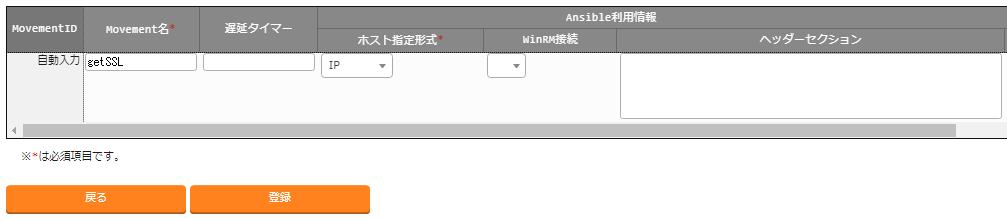 MovementID Movement名* 遅延タイマー Ansible利用情報
ホスト指定形式* WinRM接続 ヘッダーセクション
自動入力 getSSL IP
※*は必須項目です。
戻る 登録